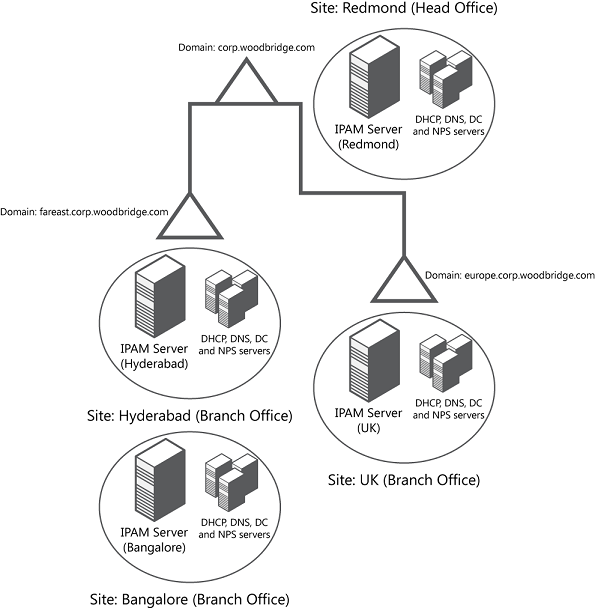 Site: Redmond (Head Office)
Domain: corp.woodbridge.com
IPAM Server
(Redmond)
DHCP, DNS, DC
and NPS servers
Domain: fareast.corp.woodbridge.com
Domain: europe.corp.woodbridge.com
IPAM Server
(Hyderabad)
DHCP, DNS, DC
and NPS servers
Site: Hyderabad (Branch Office)
IPAM Server
(UK)
DHCP, DNS, DC
and NPS servers
Site: UK (Branch Office)
IPAM Server
(Bangalore)
DHCP, DNS, DC
and NPS servers
Site: Bangalore (Branch Office)